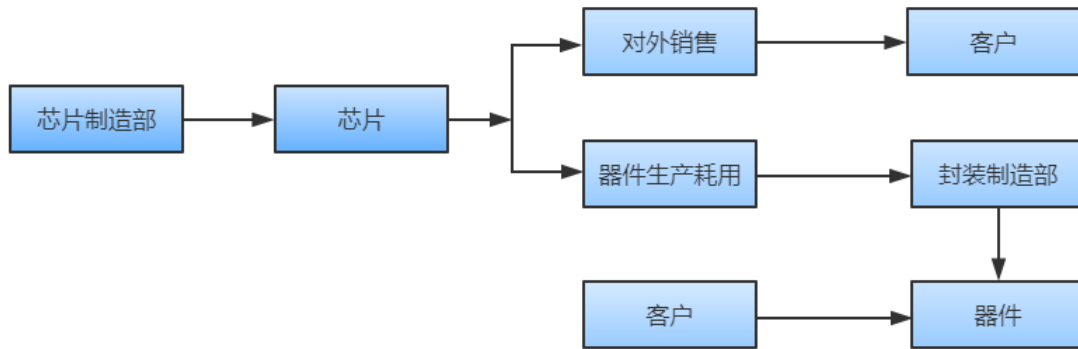 对外销售
客户
芯片制造部
芯片
器件生产耗用
封装制造部
客户
器件